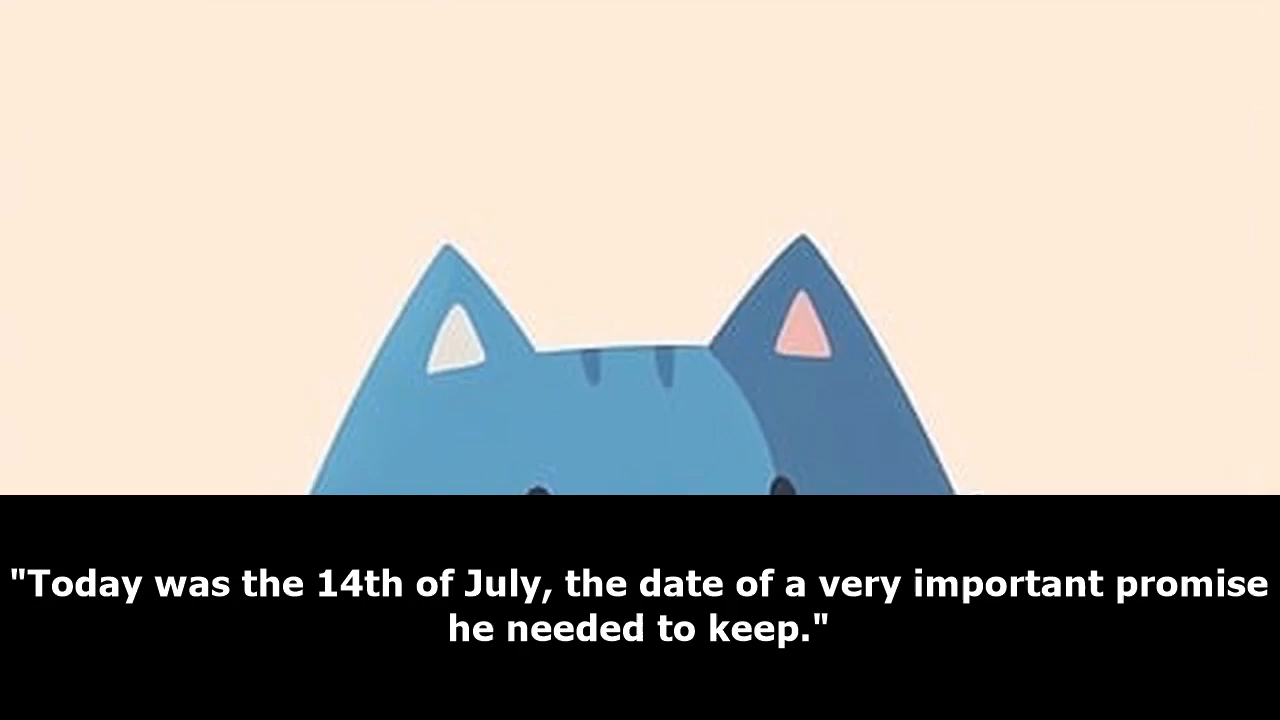 "Today was the 14th of July, the date of a very important promise
he needed to keep."